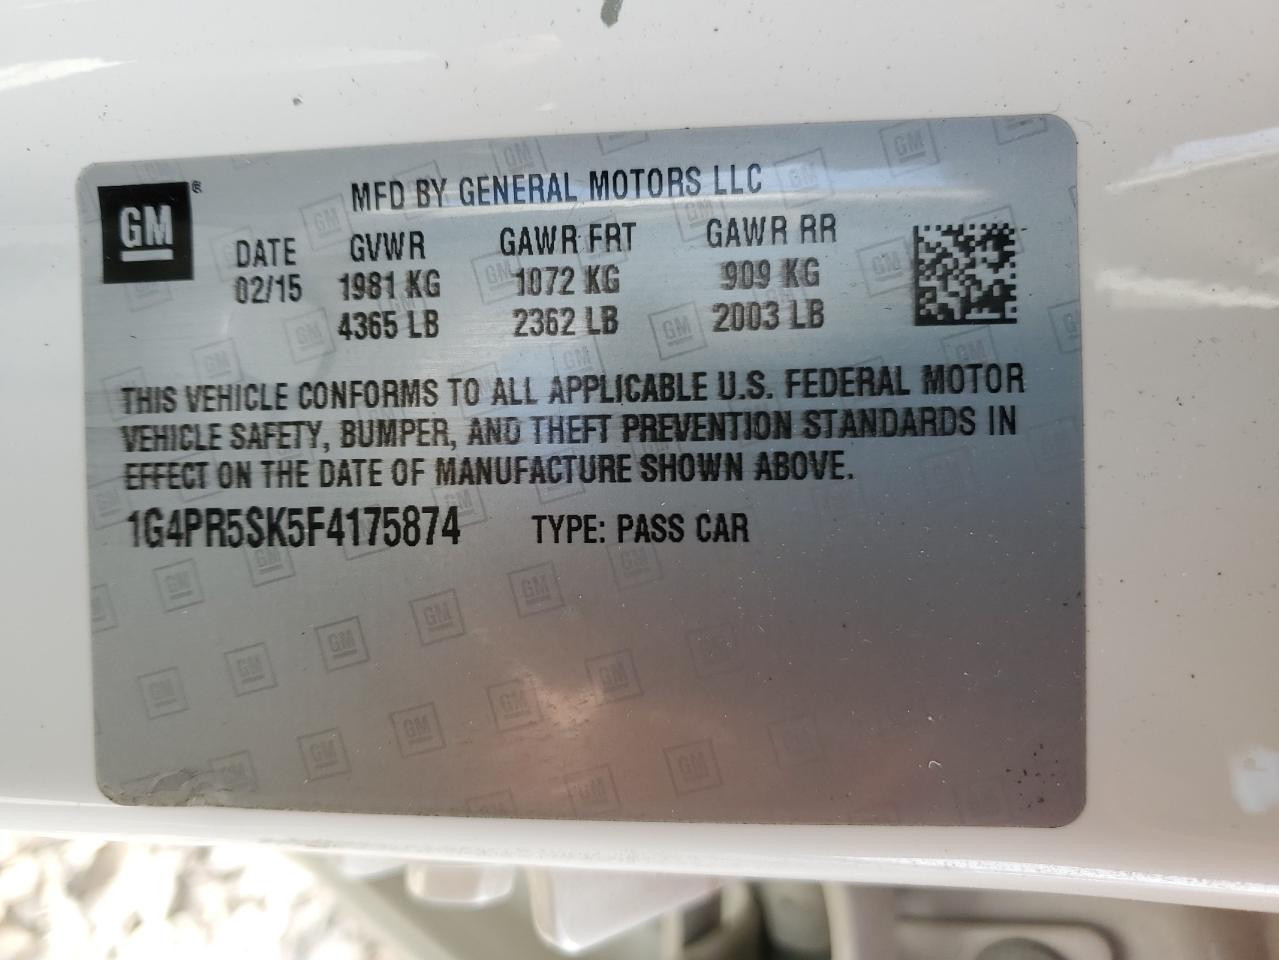 GM ®
MFD BY GENERAL MOTORS LLC
DATE GVWR GAWR FRT GAWR RR
02/15 1981 KG 1072 KG 909 KG
4365 LB 2362 LB 2003 LB
THIS VEHICLE CONFORMS TO ALL APPLICABLE U.S. FEDERAL MOTOR
VEHICLE SAFETY, BUMPER, AND THEFT PREVENTION STANDARDS IN
EFFECT ON THE DATE OF MANUFACTURE SHOWN ABOVE.
1G4PR5SK5F4175874 TYPE: PASS CAR